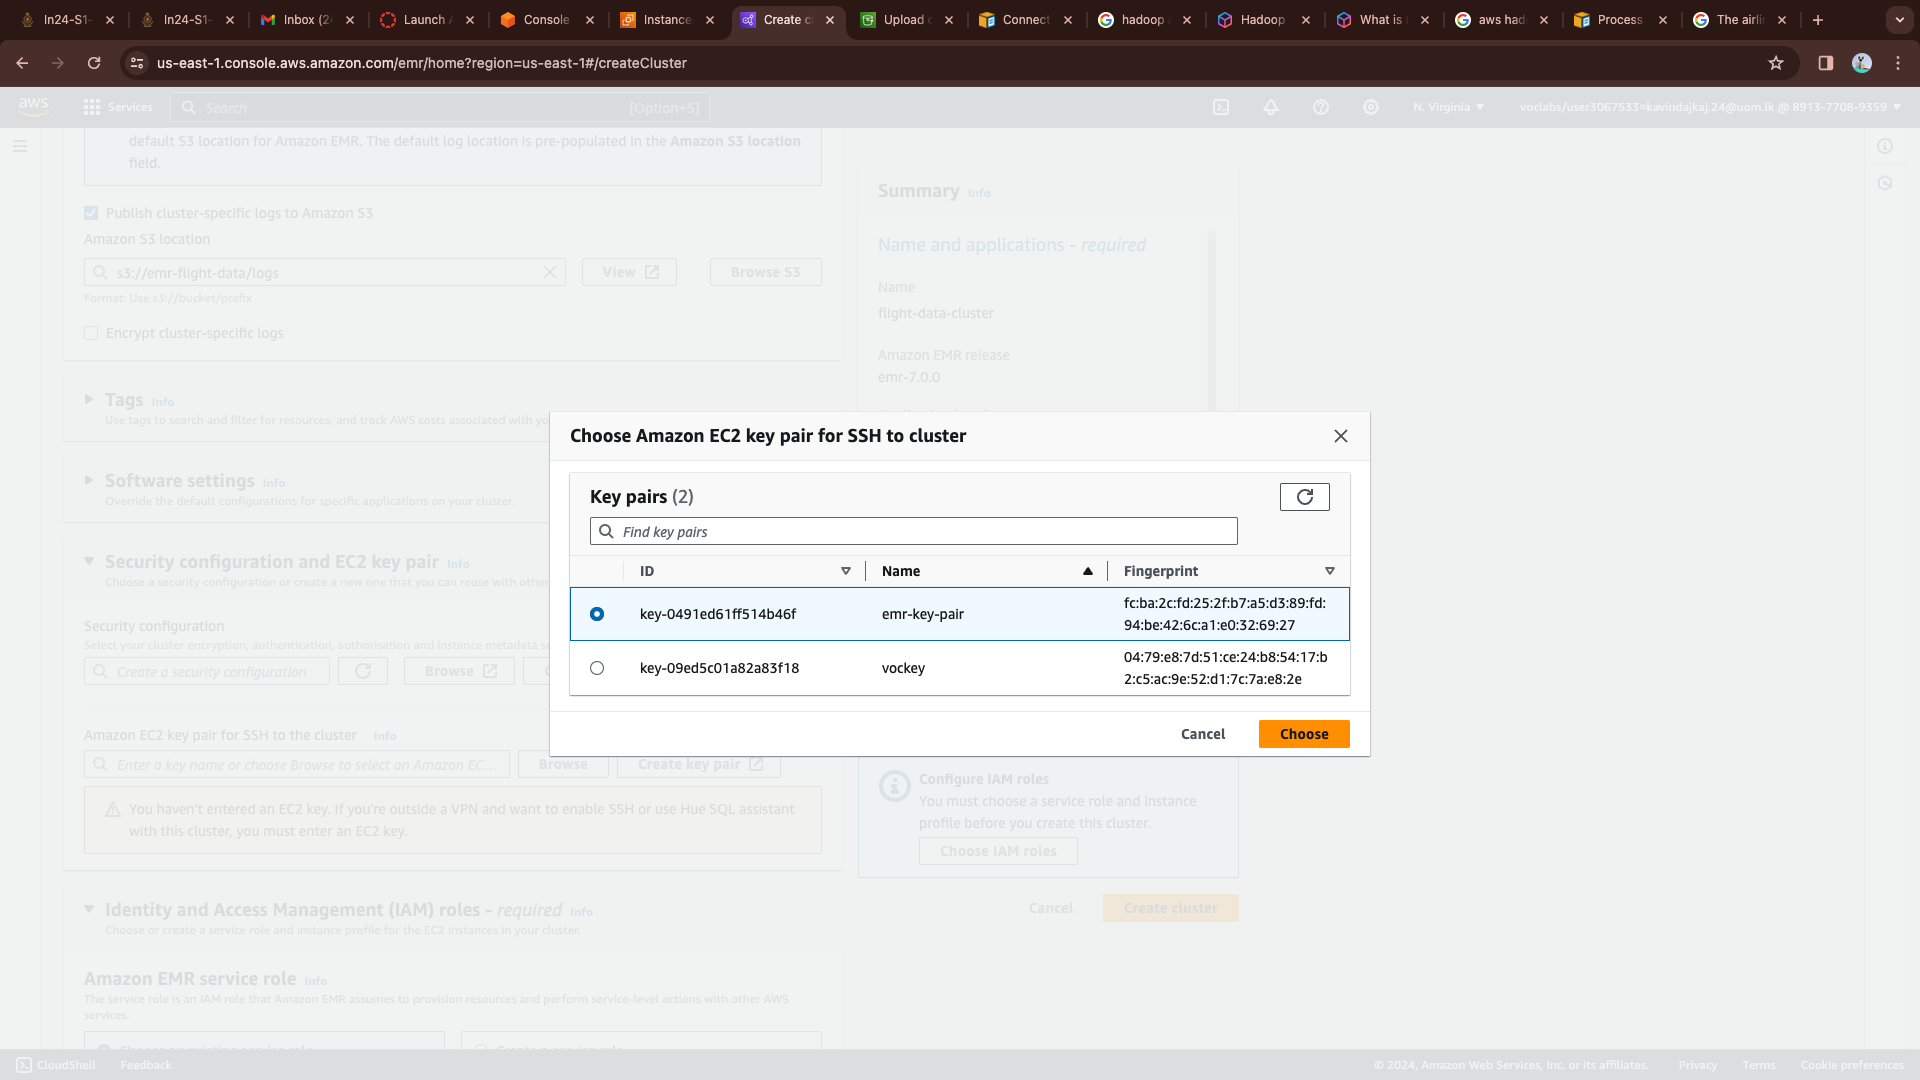 In24-S1-
In24-S1-
Inbox (2
Launch
Console
Instance
Create cl
Upload
Connect
hadoop
Hadoop
What is
aws had
Process
The airli
us-east-1.console.aws.amazon.com/emr/home?region=us-east-1#/createCluster
aws
Services
Search
[Option+S]
N. Virginia
voclabs/user3067533=kavindajkaj.24@uom.lk @ 8913-7708-9359
default S3 location for Amazon EMR. The default log location is pre-populated in the Amazon S3 location
field.
Publish cluster-specific logs to Amazon S3
Amazon S3 location
s3://emr-flight-data/logs
View
Browse S3
Format: Use s3://bucket/prefix
Encrypt cluster-specific logs
Tags Info
Use tags to search and filter for resources, and track AWS costs associated with yo
Software settings Info
Override the default configurations for specific applications on your cluster.
Security configuration and EC2 key pair Info
Choose a security configuration or create a new one that you can reuse with other
Security configuration
Select your cluster encryption, authentication, authorisation and instance metadata se
Create a security configuration
Browse
Amazon EC2 key pair for SSH to the cluster Info
Enter a key name or choose Browse to select an Amazon EC...
Browse
Create key pair
You haven't entered an EC2 key. If you're outside a VPN and want to enable SSH or use Hue SQL assistant
with this cluster, you must enter an EC2 key.
Identity and Access Management (IAM) roles - required Info
Choose or create a service role and instance profile for the EC2 instances in your cluster.
Amazon EMR service role Info
The service role is an IAM role that Amazon EMR assumes to provision resources and perform service-level actions with other AWS
services.
Summary Info
Name and applications - required
Name
flight-data-cluster
Amazon EMR release
emr-7.0.0
Choose Amazon EC2 key pair for SSH to cluster
Key pairs (2)
Find key pairs
ID
Name
Fingerprint
key-0491ed61ff514b46f
emr-key-pair
fc:ba:2c:fd:25:2f:b7:a5:d3:89:fd:
94:be:42:6c:a1:e0:32:69:27
key-09ed5c01a82a83f18
vockey
04:79:e8:7d:51:ce:24:b8:54:17:b
2:c5:ac:9e:52:d1:7c:7a:e8:2e
Cancel
Choose
Configure IAM roles
You must choose a service role and instance
profile before you create this cluster.
Choose IAM roles
Cancel
Create cluster
CloudShell
Feedback
© 2024, Amazon Web Services, Inc. or its affiliates.
Privacy
Terms
Cookie preferences